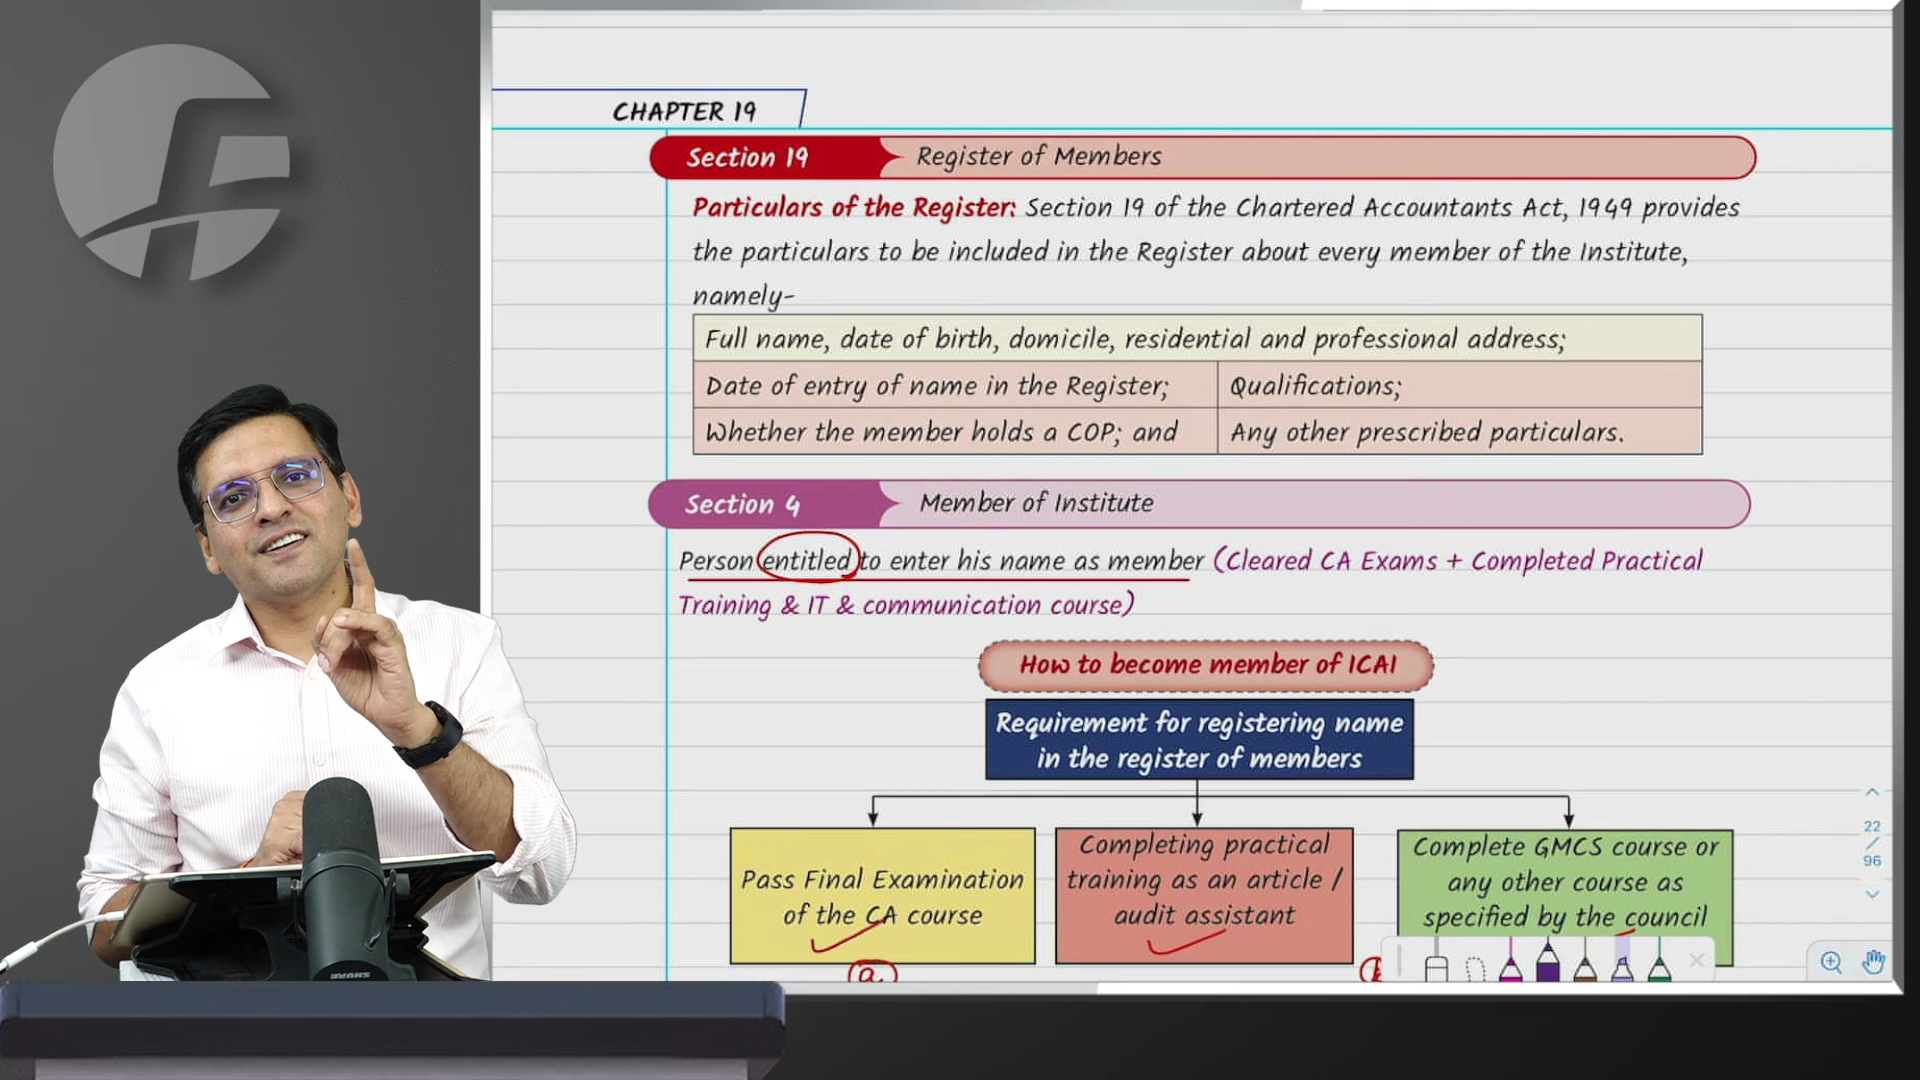 CHAPTER 19
Section 19 Register of Members
Particulars of the Register: Section 19 of the Chartered Accountants Act, 1949 provides
the particulars to be included in the Register about every member of the Institute,
namely-
Full name, date of birth, domicile, residential and professional address;
Date of entry of name in the Register; Qualifications;
Whether the member holds a COP; and Any other prescribed particulars.
Section 4 Member of Institute
Person entitled to enter his name as member (Cleared CA Exams + Completed Practical
Training & IT & communication course)
How to become member of ICAI
Requirement for registering name
in the register of members
Pass Final Examination
of the CA course
Completing practical
training as an article /
audit assistant
Complete GMCS course or
any other course as
specified by the council
a
22
/
96
SHURE